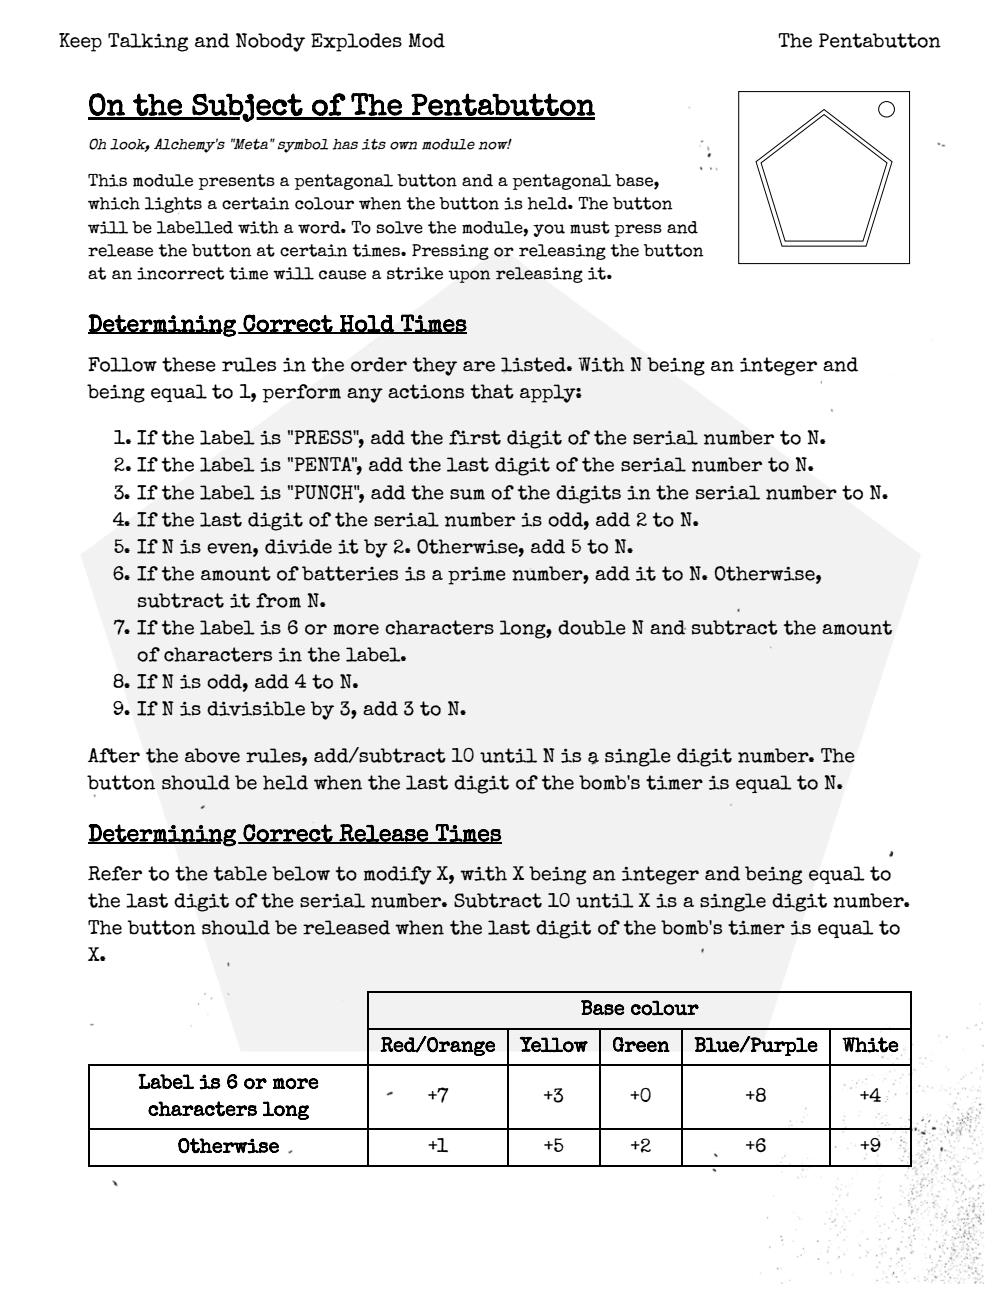 Keep Talking and Nobody Explodes Mod
The Pentabutton
On the Subject of The Pentabutton
Oh look, Alchemy's "Meta" symbol has its own module now!
This module presents a pentagonal button and a pentagonal base,
which lights a certain colour when the button is held. The button
will be labelled with a word. To solve the module, you must press and
release the button at certain times. Pressing or releasing the button
at an incorrect time will cause a strike upon releasing it.
Determining Correct Hold Times
Follow these rules in the order they are listed. With N being an integer and
being equal to 1, perform any actions that apply:
1. If the label is "PRESS", add the first digit of the serial number to N.
2. If the label is "PENTA", add the last digit of the serial number to N.
3. If the label is "PUNCH", add the sum of the digits in the serial number to N.
4. If the last digit of the serial number is odd, add 2 to N.
5. If N is even, divide it by 2. Otherwise, add 5 to N.
6. If the amount of batteries is a prime number, add it to N. Otherwise,
subtract it from N.
7. If the label is 6 or more characters long, double N and subtract the amount
of characters in the label.
8. If N is odd, add 4 to N.
9. If N is divisible by 3, add 3 to N.
After the above rules, add/subtract 10 until N is a single digit number. The
button should be held when the last digit of the bomb's timer is equal to N.
Determining Correct Release Times
Refer to the table below to modify X, with X being an integer and being equal to
the last digit of the serial number. Subtract 10 until X is a single digit number.
The button should be released when the last digit of the bomb's timer is equal to
X.
Base colour
Red/Orange Yellow Green Blue/Purple White
Label is 6 or more
characters long
+7 +3 +0 +8 +4
Otherwise +1 +5 +2 +6 +9